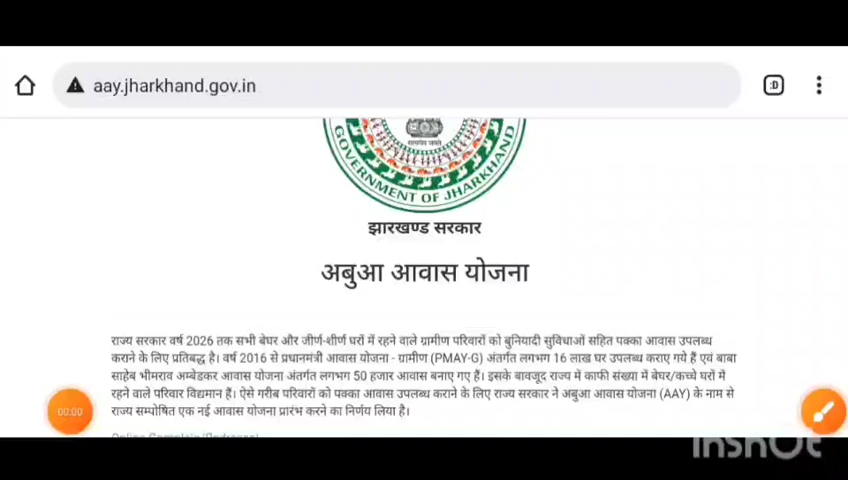 aay.jharkhand.gov.in
:D
GOVERNMENT OF JHARKHAND
झारखण्ड सरकार
अबुआ आवास योजना
राज्य सरकार वर्ष 2026 तक सभी बेघर और जीर्ण-शीर्ण घरों में रहने वाले ग्रामीण परिवारों को बुनियादी सुविधाओं सहित पक्का आवास उपलब्ध
कराने के लिए प्रतिबद्ध है। वर्ष 2016 से प्रधानमंत्री आवास योजना - ग्रामीण (PMAY-G) अंतर्गत लगभग 16 लाख घर उपलब्ध कराए गये हैं एवं बाबा
साहेब भीमराव अम्बेडकर आवास योजना अंतर्गत लगभग 50 हजार आवास बनाए गए हैं। इसके बावजूद राज्य में काफी संख्या में बेघर/कच्चे घरों में
रहने वाले परिवार विद्यमान हैं। ऐसे गरीब परिवारों को पक्का आवास उपलब्ध कराने के लिए राज्य सरकार ने अबुआ आवास योजना (AAY) के नाम से
राज्य सम्पोषित एक नई आवास योजना प्रारंभ करने का निर्णय लिया है।
00:00
InShOt